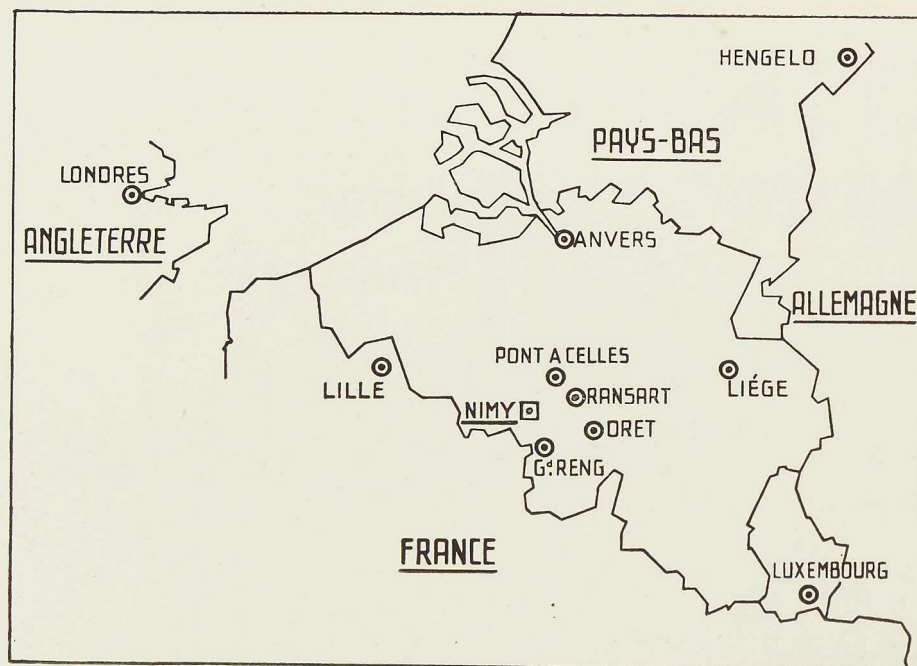 HENGELO
PAYS-BAS
LONDRES
ANGLETERRE
ANVERS
ALLEMAGNE
PONT A CELLES
LILLE
RANSART
LIÉGE
NIMY
ORET
Gd. RENG
FRANCE
LUXEMBOURG